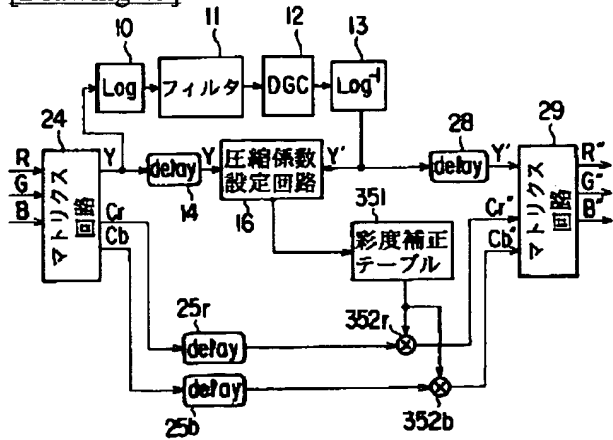 [Drawing
10
11
12
13
Log
フィルタ
DGC
Log⁻¹
24
29
R
G
B
マトリクス
回路
Y
delay
14
Y
圧縮係数
設定回路
16
Y'
28
delay
Y'
マトリクス
回路
R"
G"
B"
Cr
Cb
351
彩度補正
テーブル
Cr"
Cb"
25r
delay
352r
25b
delay
352b